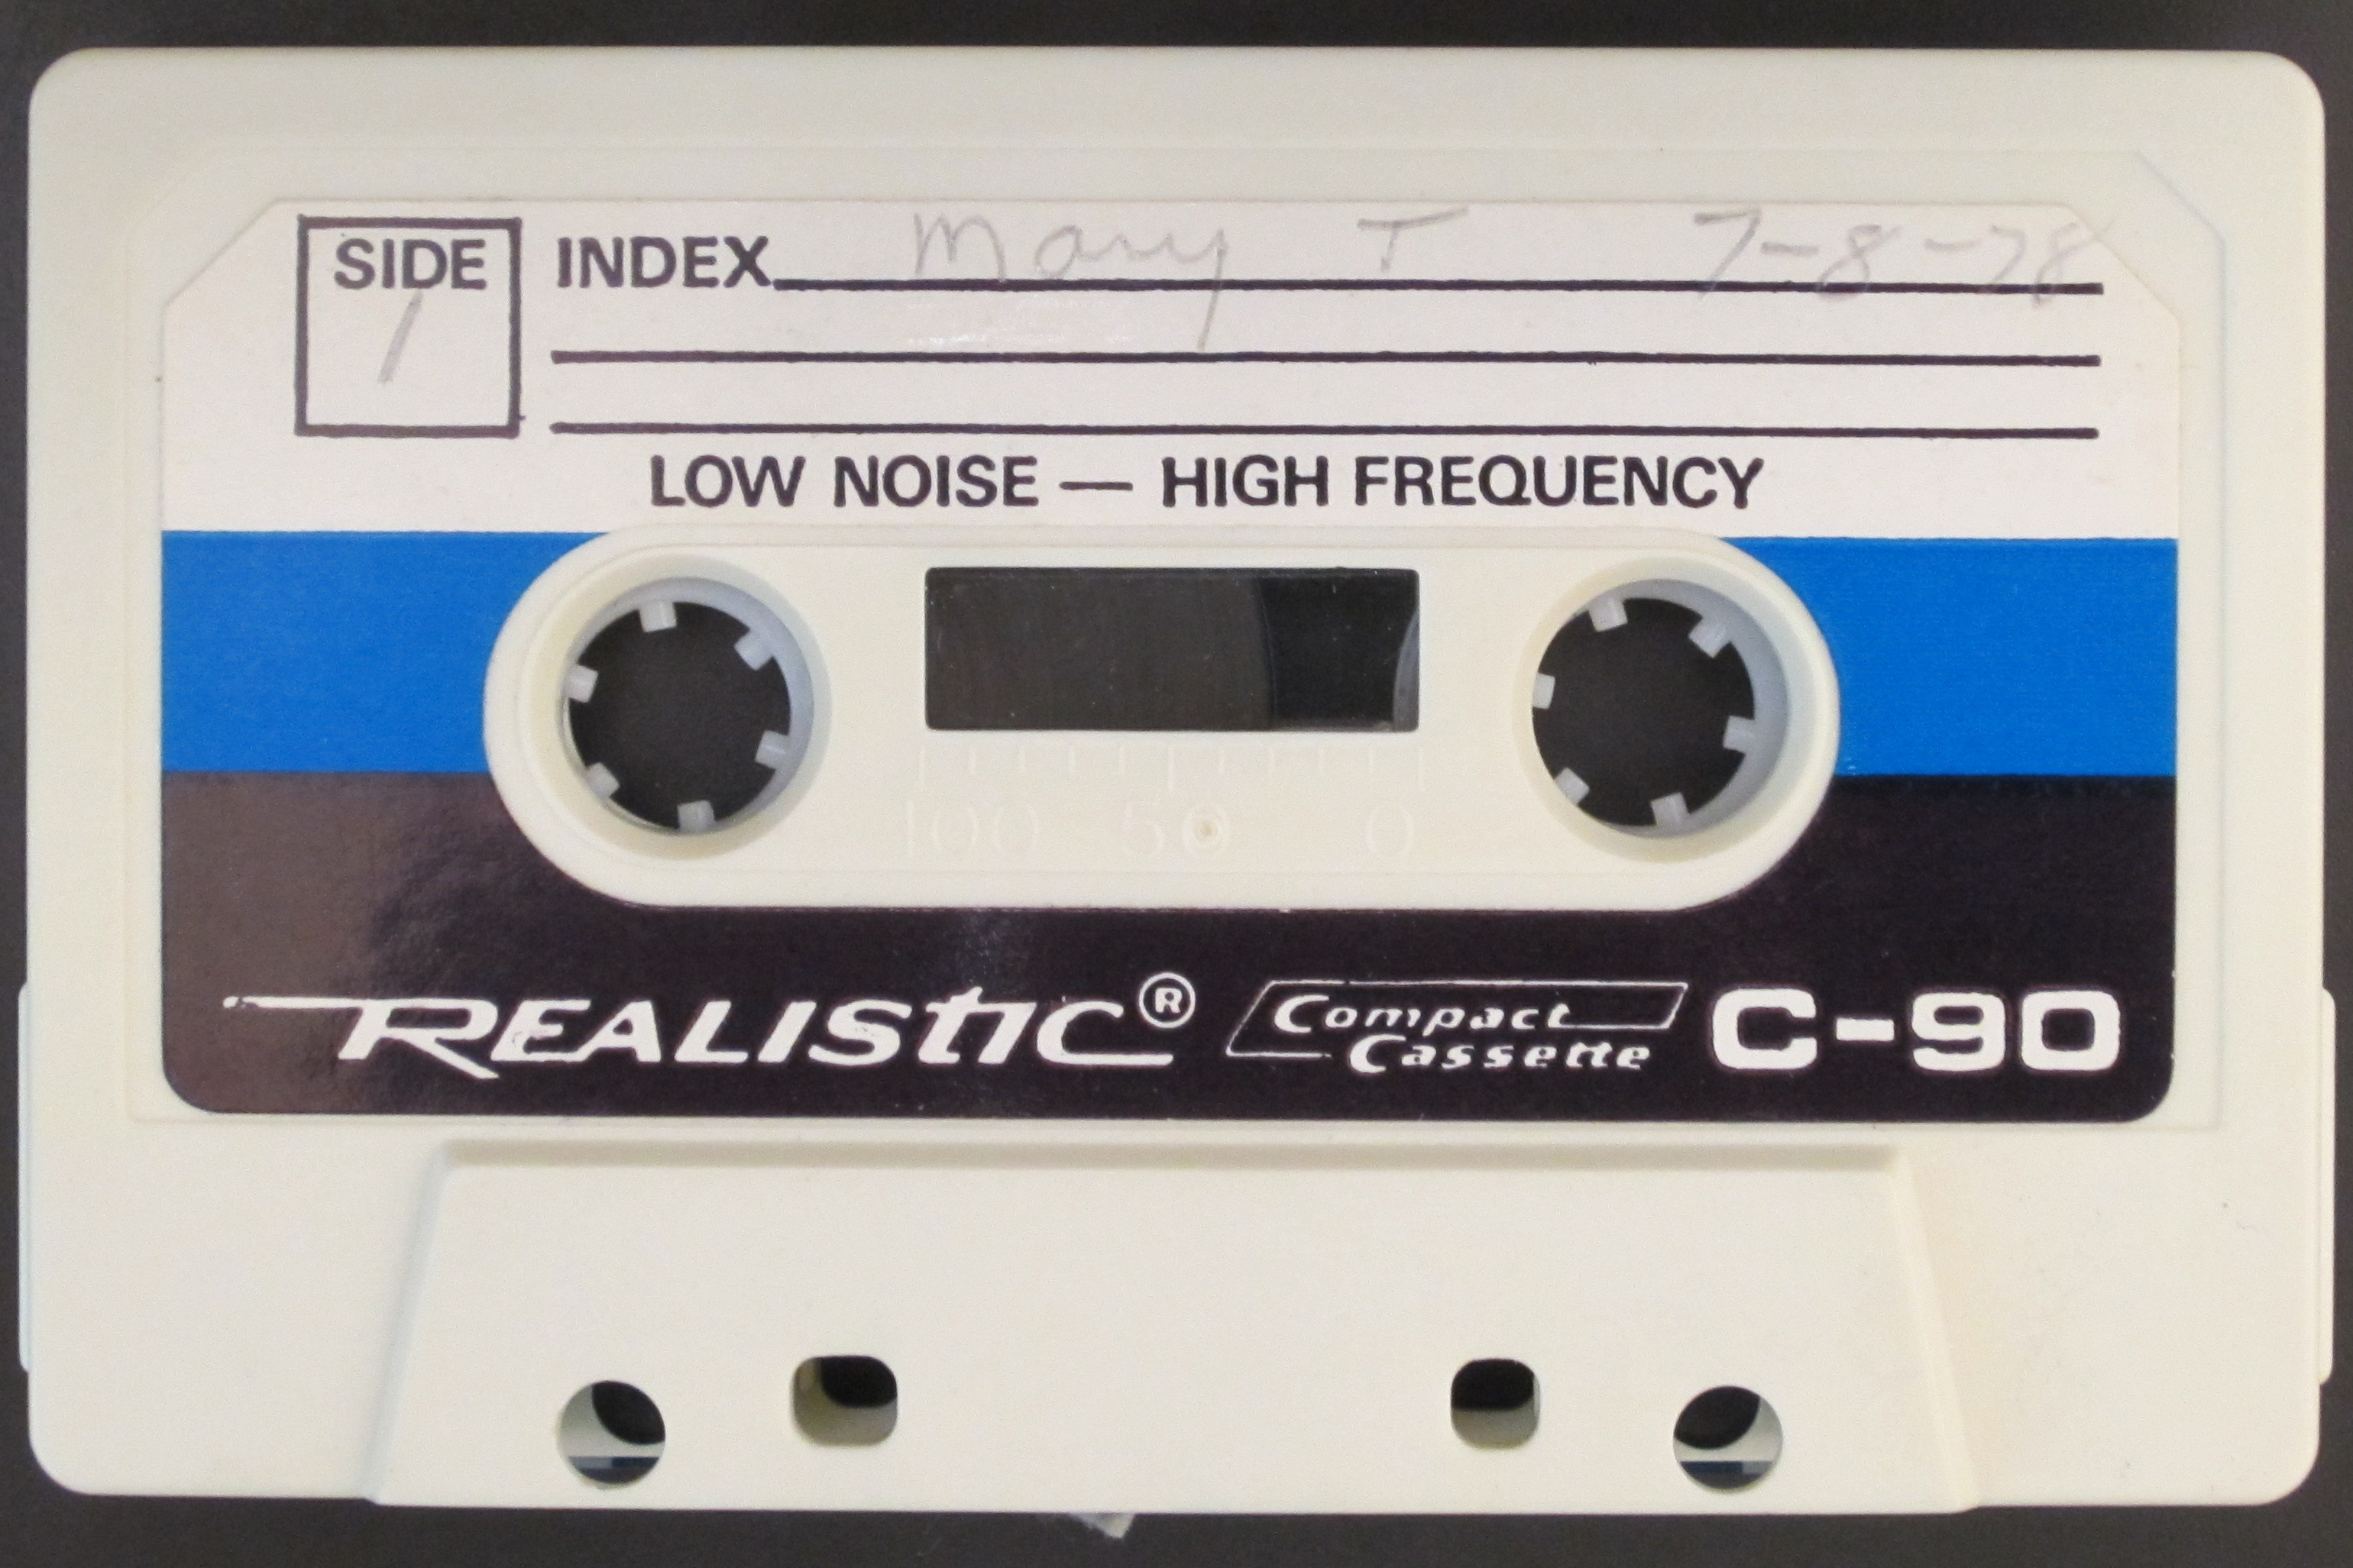 SIDE INDEX Mary T 7-8-78
1
LOW NOISE — HIGH FREQUENCY
100 50 0
REALISTIC® Compact Cassette C-90